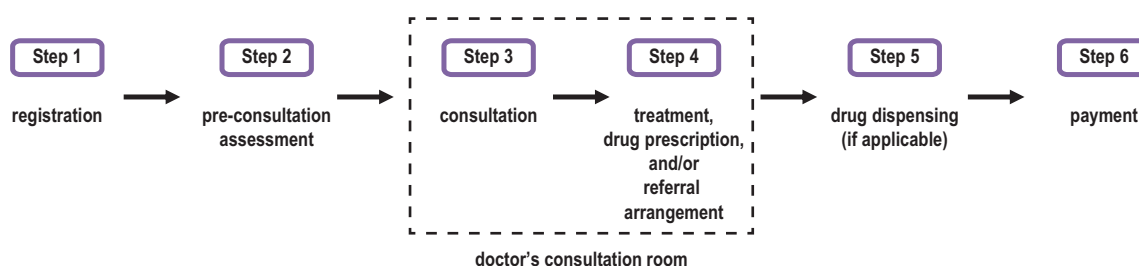 Step 1
registration
Step 2
pre-consultation
assessment
Step 3
consultation
Step 4
treatment,
drug prescription,
and/or
referral
arrangement
doctor's consultation room
Step 5
drug dispensing
(if applicable)
Step 6
payment